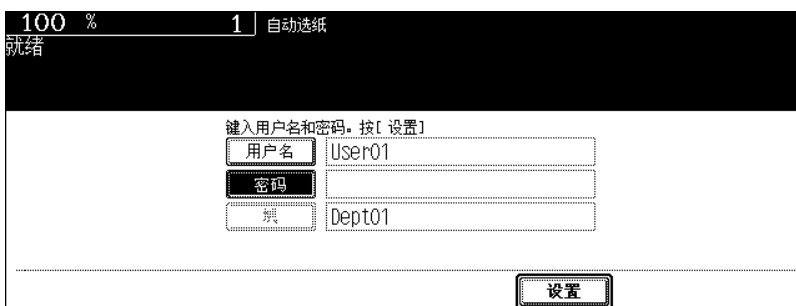 100 % 1 自动选纸
就绪
键入用户名和密码。按[ 设置]
用户名 User01
密码
Dept01
设置